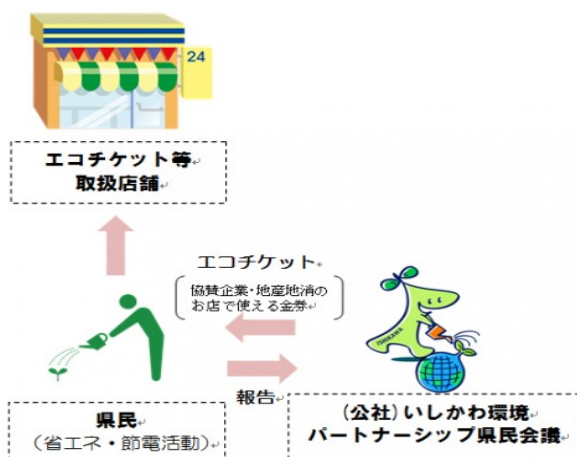 24
エコチケット等
取扱店舗
エコチケット
協賛企業・地産地消の
お店で使える金券
ISHIKAWA
報告
県民
（省エネ・節電活動）
（公社）いしかわ環境
パートナーシップ県民会議